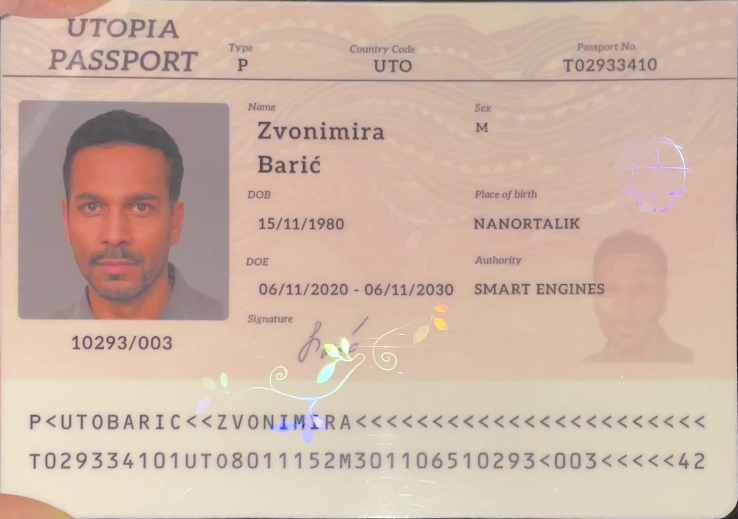 UTOPIA
PASSPORT
Type
P
Country Code
UTO
Passport No.
T02933410
Name
Zvonimira
Barić
Sex
M
DOB
15/11/1980
Place of birth
NANORTALIK
DOE
06/11/2020 - 06/11/2030
Authority
SMART ENGINES
Signature
10293/003
P<UTOBARIC<<ZVONIMIRA<<<<<<<<<<<<<<<<<<<<<<<
T029334101UTO8011152M301106510293<003<<<<<42